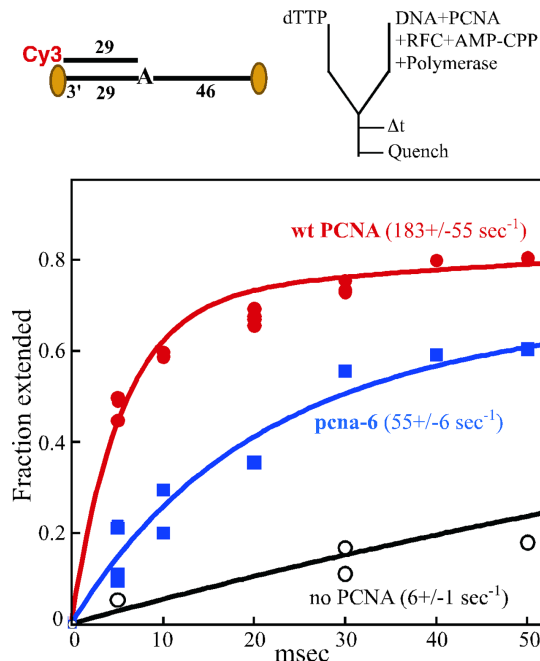 29
Cy3
A
3' 29 46
dTTP
DNA+PCNA
+RFC+AMP-CPP
+Polymerase
Δt
Quench
wt PCNA (183+/-55 sec-1)
pcna-6 (55+/-6 sec-1)
no PCNA (6+/-1 sec-1)
Fraction extended
0.8
0.6
0.4
0.2
0
0 10 20 30 40 50
msec